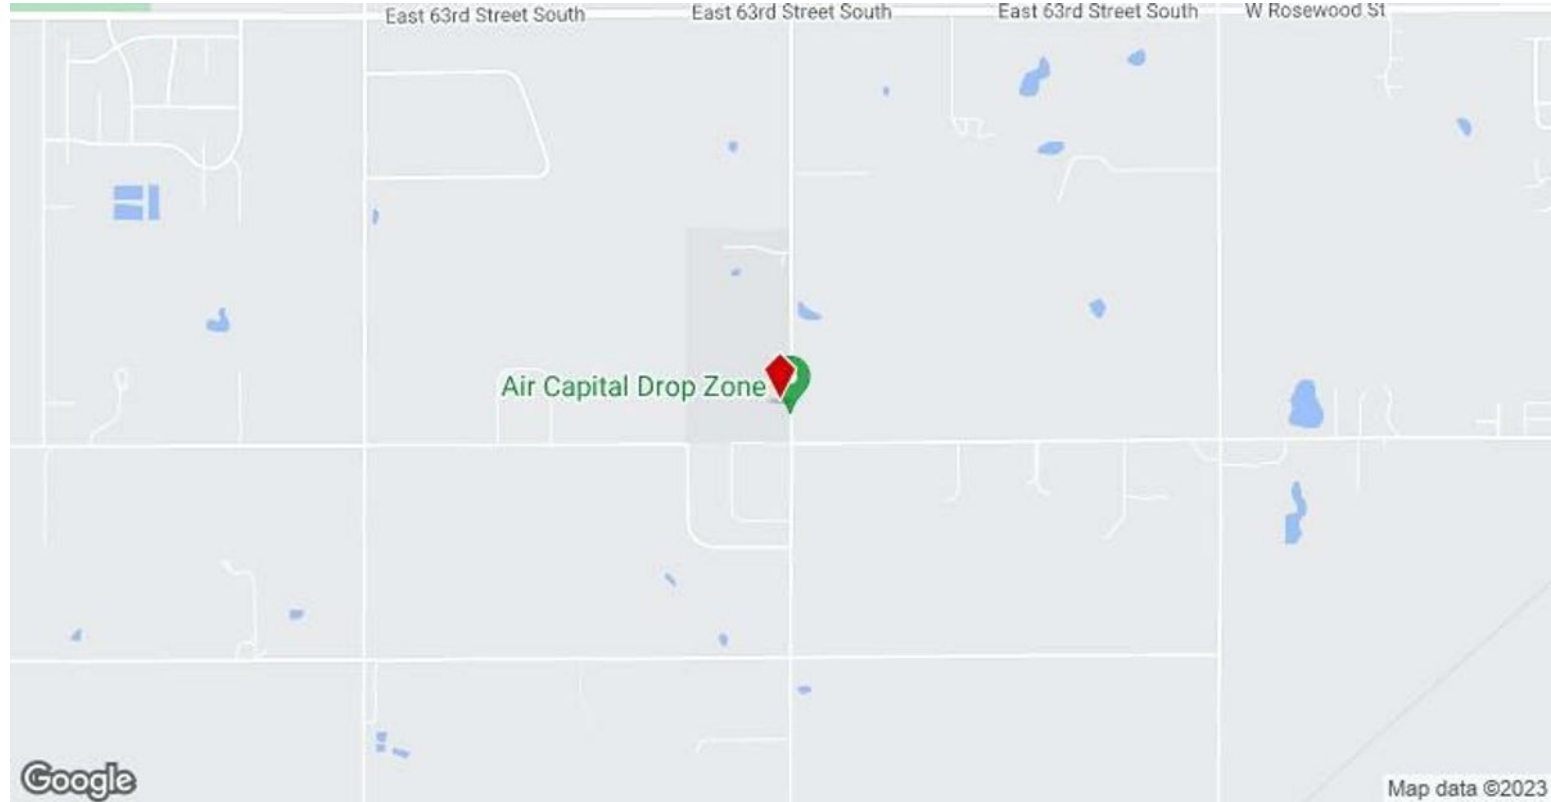 East 63rd Street South
East 63rd Street South
East 63rd Street South
W Rosewood St
Air Capital Drop Zone
Google
Map data ©2023